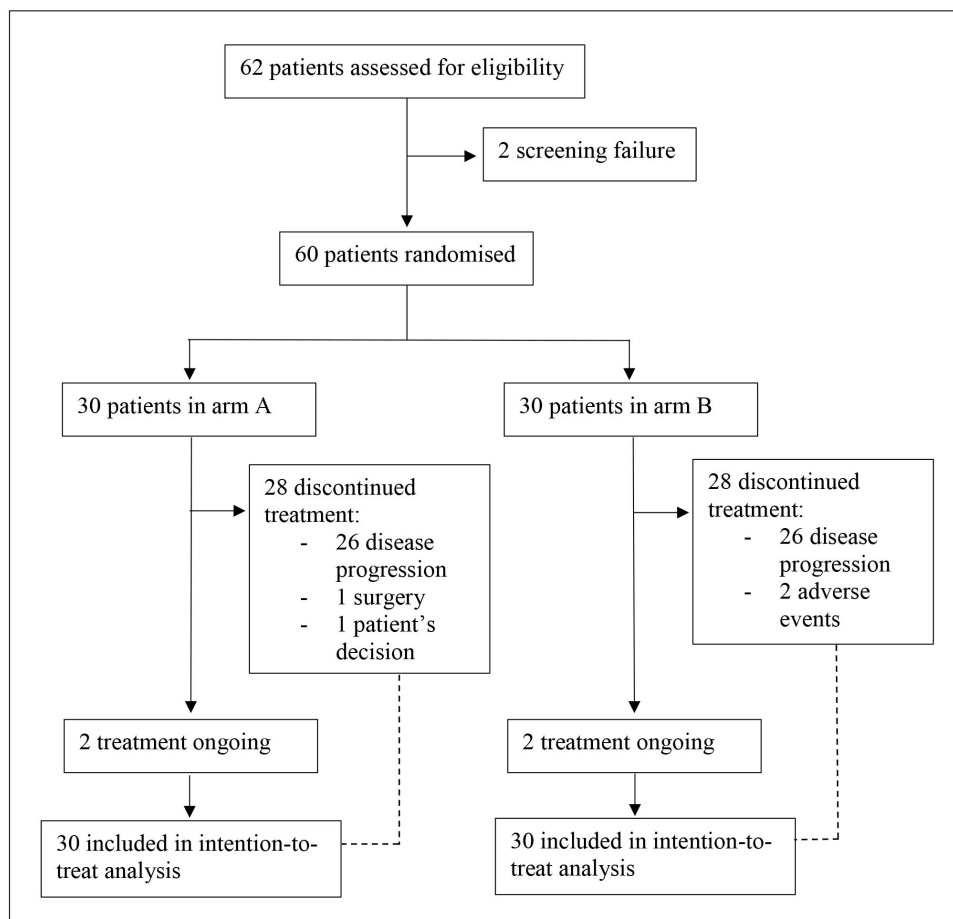 62 patients assessed for eligibility
2 screening failure
60 patients randomised
30 patients in arm A
30 patients in arm B
28 discontinued
treatment:
- 26 disease
progression
- 1 surgery
- 1 patient’s
decision
28 discontinued
treatment:
- 26 disease
progression
- 2 adverse
events
2 treatment ongoing
2 treatment ongoing
30 included in intention-to-
treat analysis
30 included in intention-to-
treat analysis